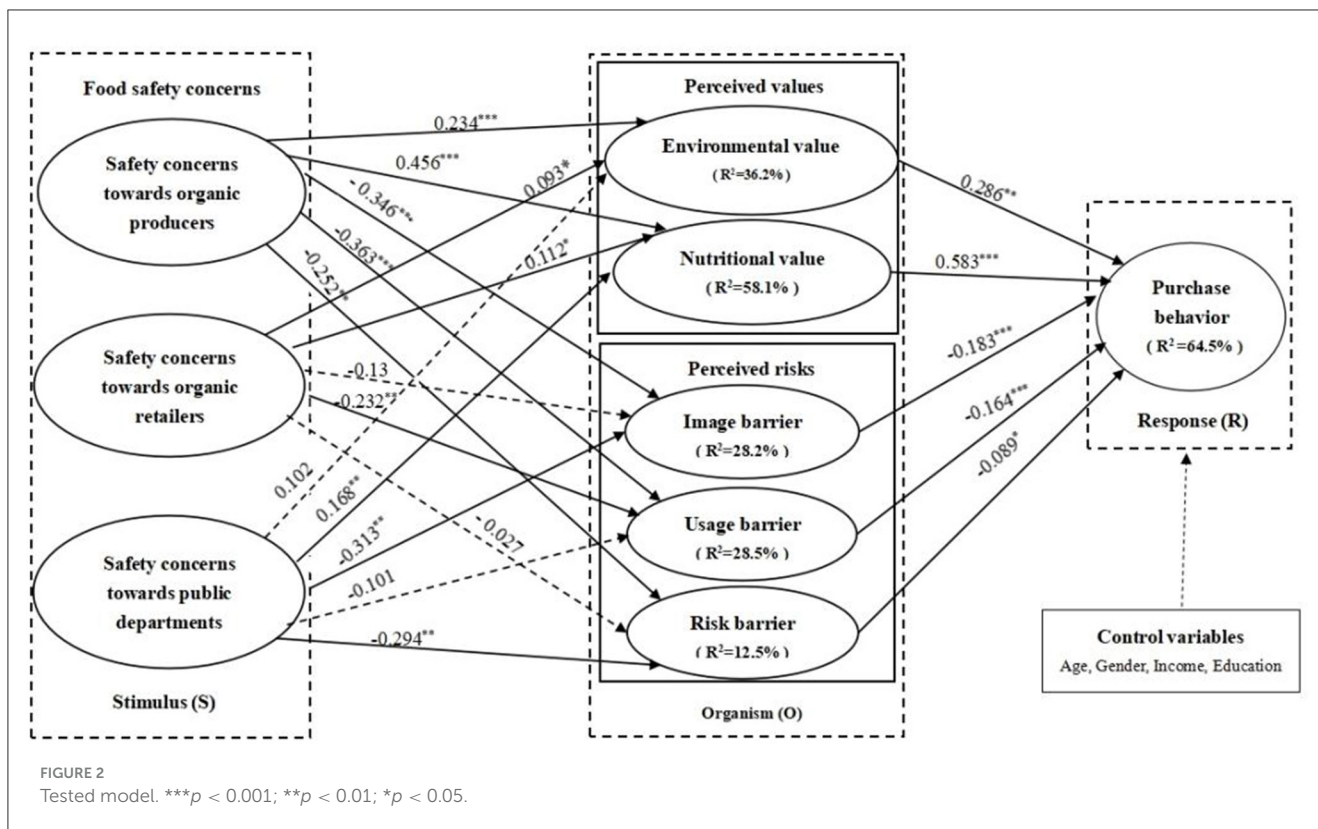 Food safety concerns
Safety concerns
towards organic
producers
Safety concerns
towards organic
retailers
Safety concerns
towards public
departments
Stimulus (S)
0.234***
0.456***
0.093*
-0.346***
-0.363***
-0.252**
0.112*
-0.13
-0.232**
0.102
0.168**
-0.313**
-0.027
-0.101
-0.294**
Perceived values
Environmental value
( R²=36.2% )
Nutritional value
( R²=58.1% )
Perceived risks
Image barrier
( R²=28.2% )
Usage barrier
( R²=28.5% )
Risk barrier
( R²=12.5% )
Organism (O)
0.286**
0.583***
-0.183***
-0.164***
-0.089*
Purchase
behavior
( R²=64.5% )
Response (R)
Control variables
Age, Gender, Income, Education
FIGURE 2
Tested model. ***p < 0.001; **p < 0.01; *p < 0.05.